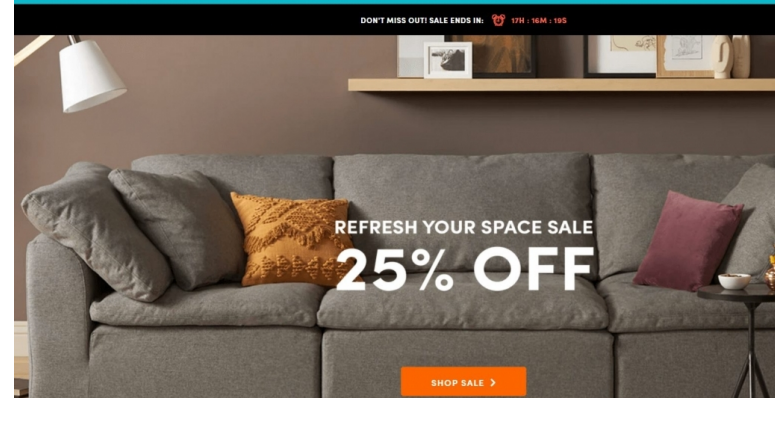 DON'T MISS OUT! SALE ENDS IN: 17H : 16M : 19S
REFRESH YOUR SPACE SALE
25% OFF
SHOP SALE